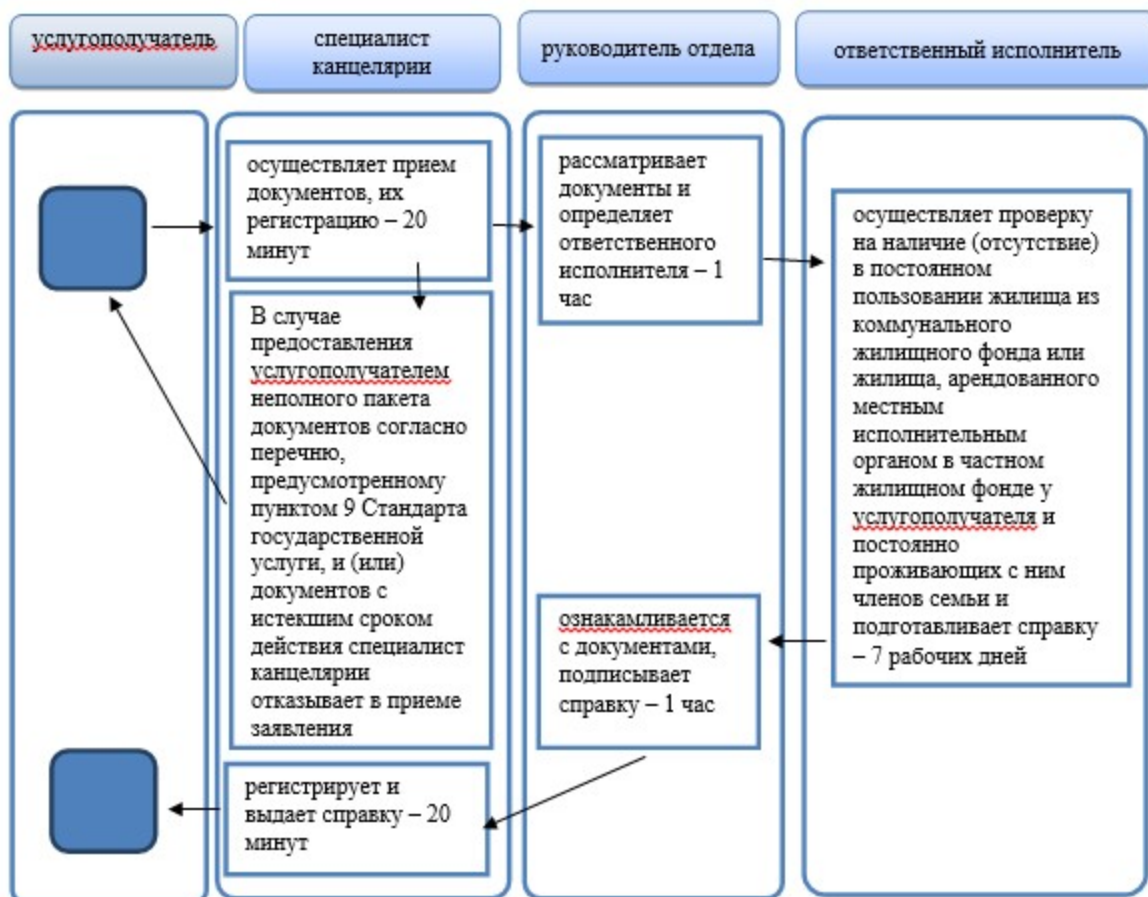 услугополучатель
специалист
канцелярии
руководитель отдела
ответственный исполнитель
осуществляет прием
документов, их
регистрацию – 20
минут
В случае
предоставления
услугополучателем
неполного пакета
документов согласно
перечню,
предусмотренному
пунктом 9 Стандарта
государственной
услуги, и (или)
документов с
истекшим сроком
действия специалист
канцелярии
отказывает в приеме
заявления
регистрирует и
выдает справку – 20
минут
рассматривает
документы и
определяет
ответственного
исполнителя – 1
час
ознакамливается
с документами,
подписывает
справку – 1 час
осуществляет проверку
на наличие (отсутствие)
в постоянном
пользовании жилища из
коммунального
жилищного фонда или
жилища, арендованного
местным
исполнительным
органом в частном
жилищном фонде у
услугополучателя и
постоянно
проживающих с ним
членов семьи и
подготавливает справку
– 7 рабочих дней